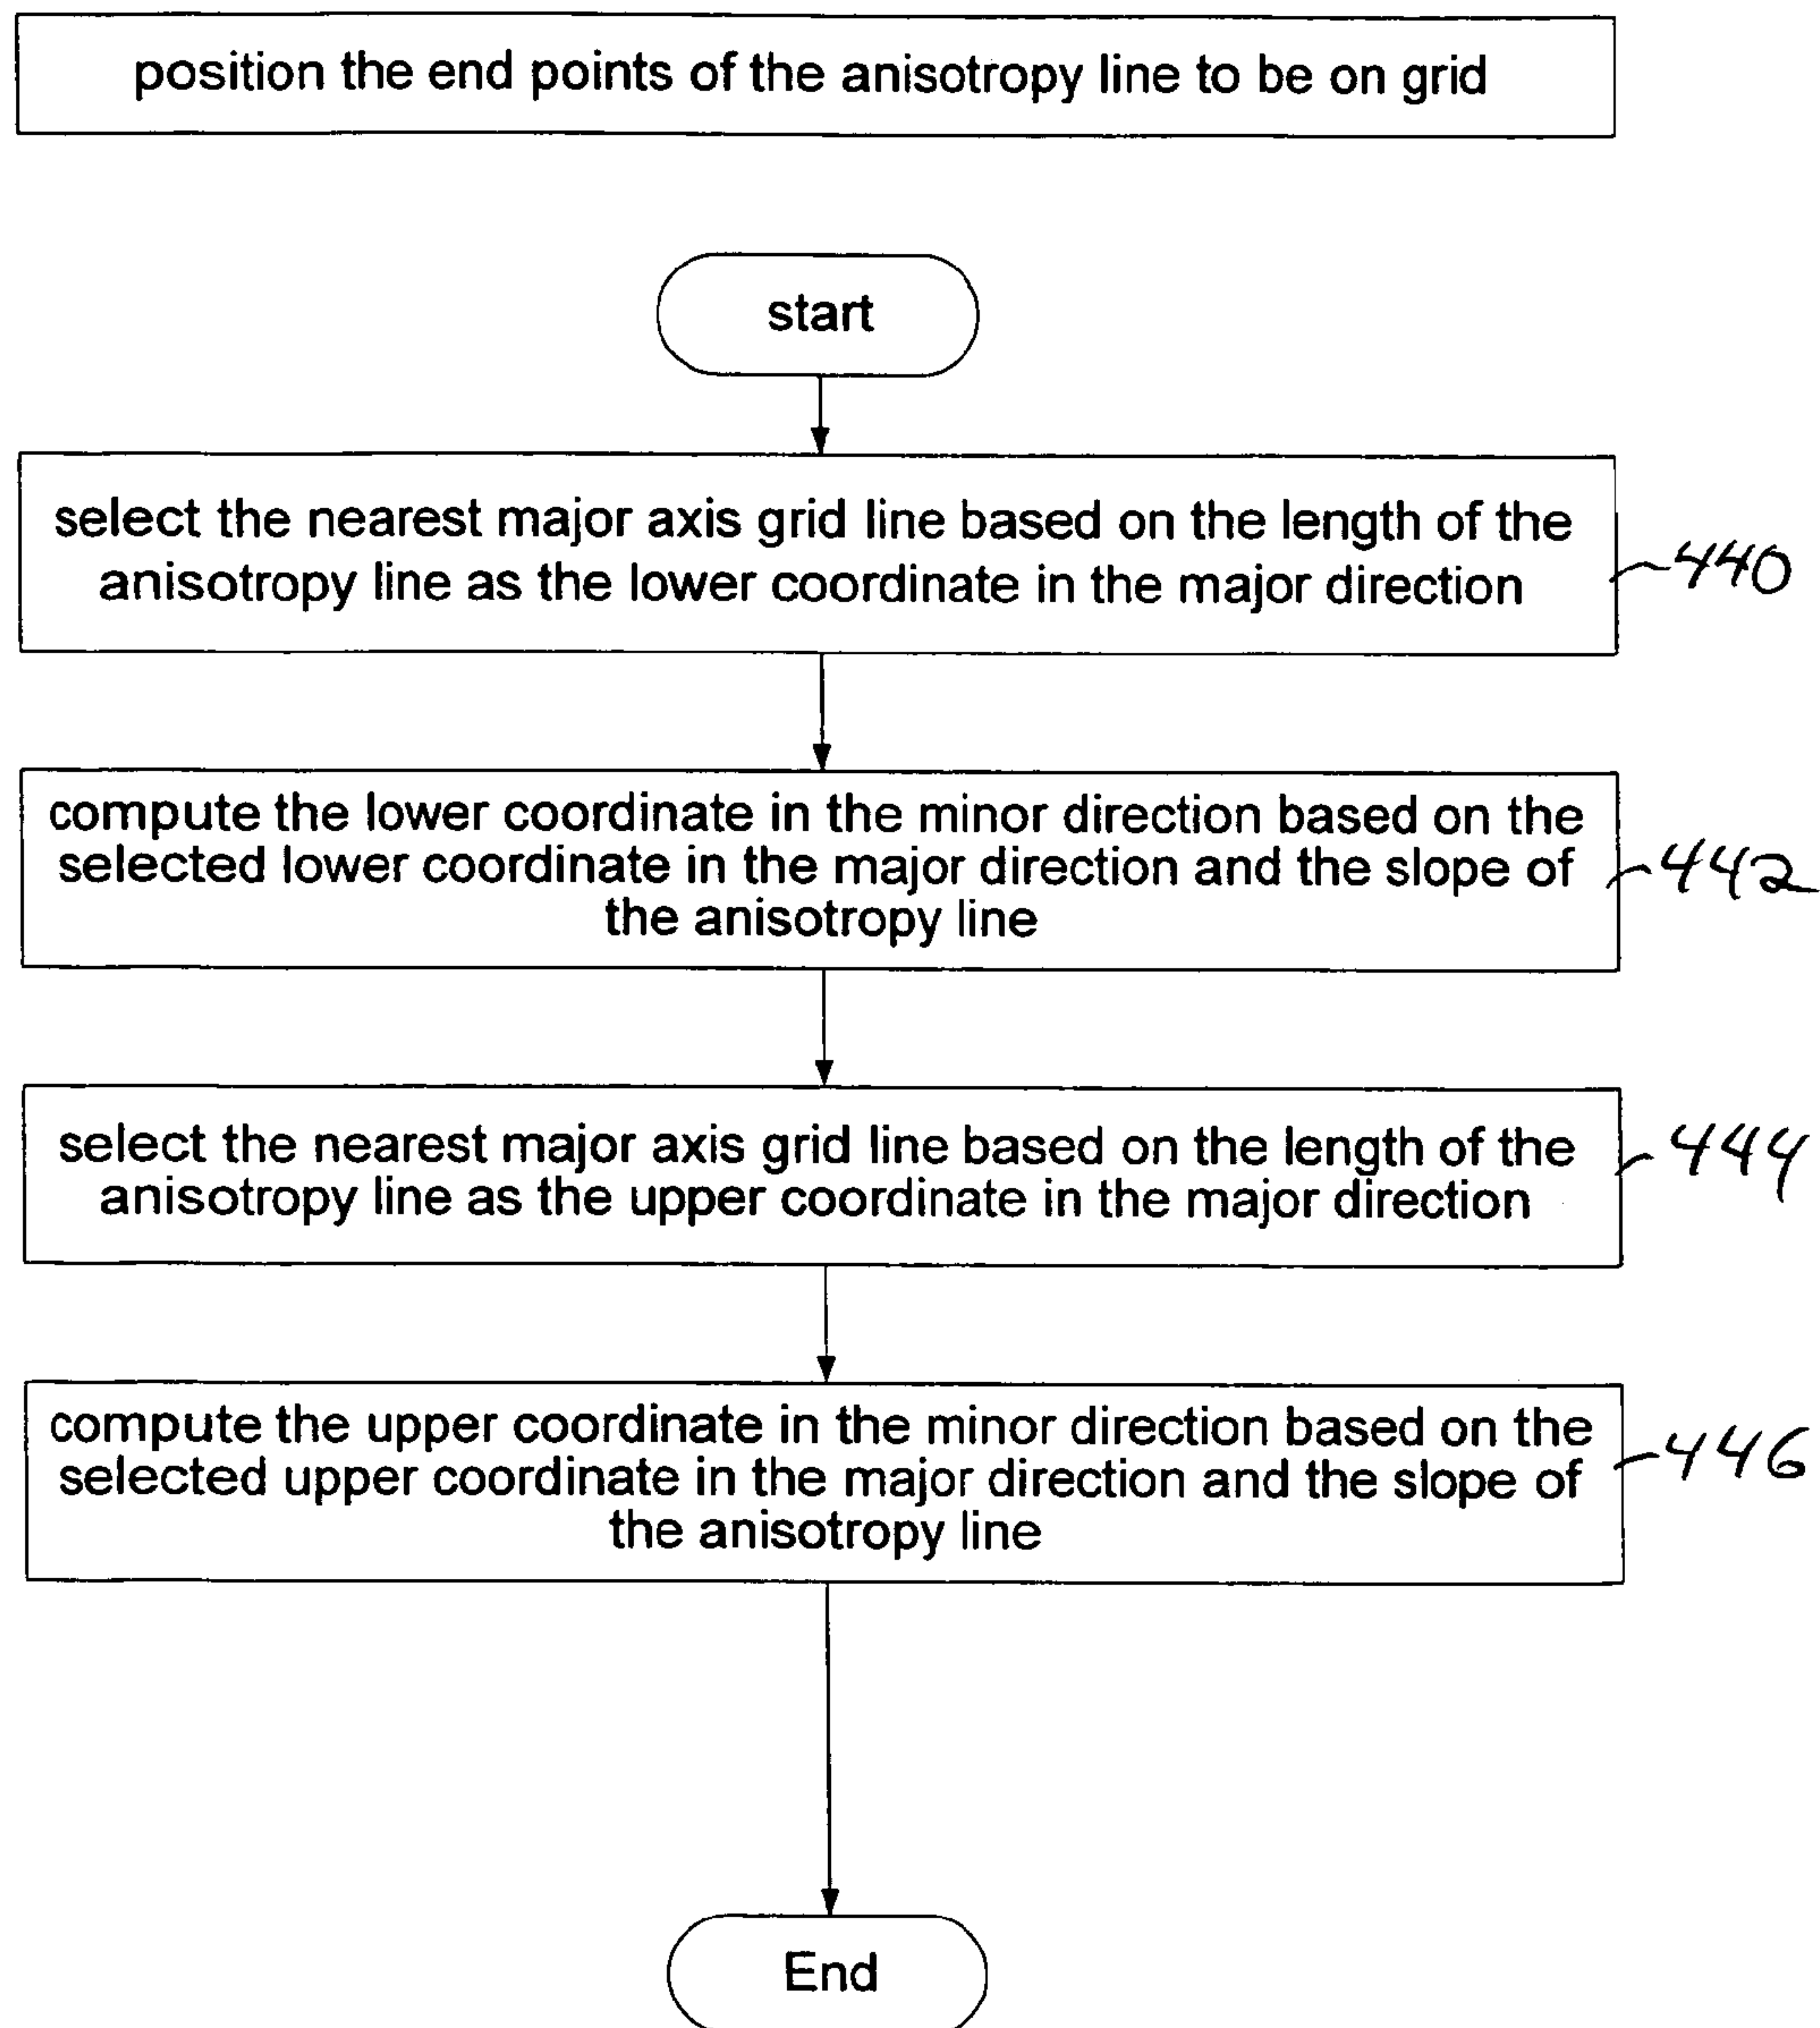 position the end points of the anisotropy line to be on grid
start
select the nearest major axis grid line based on the length of the
anisotropy line as the lower coordinate in the major direction
440
compute the lower coordinate in the minor direction based on the
selected lower coordinate in the major direction and the slope of
the anisotropy line
442
select the nearest major axis grid line based on the length of the
anisotropy line as the upper coordinate in the major direction
444
compute the upper coordinate in the minor direction based on the
selected upper coordinate in the major direction and the slope of
the anisotropy line
446
End